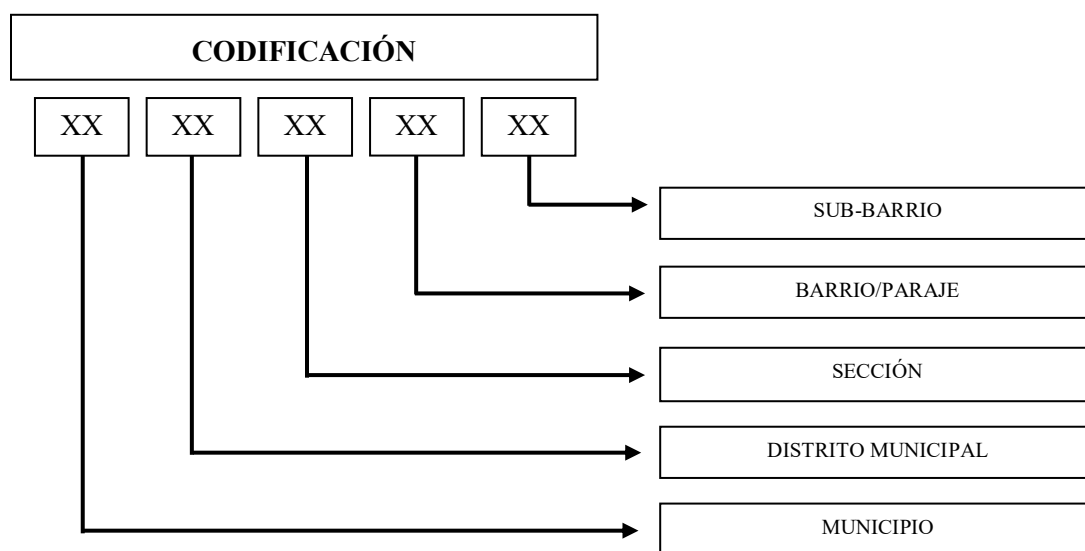 CODIFICACIÓN
XX XX XX XX XX
SUB-BARRIO
BARRIO/PARAJE
SECCIÓN
DISTRITO MUNICIPAL
MUNICIPIO